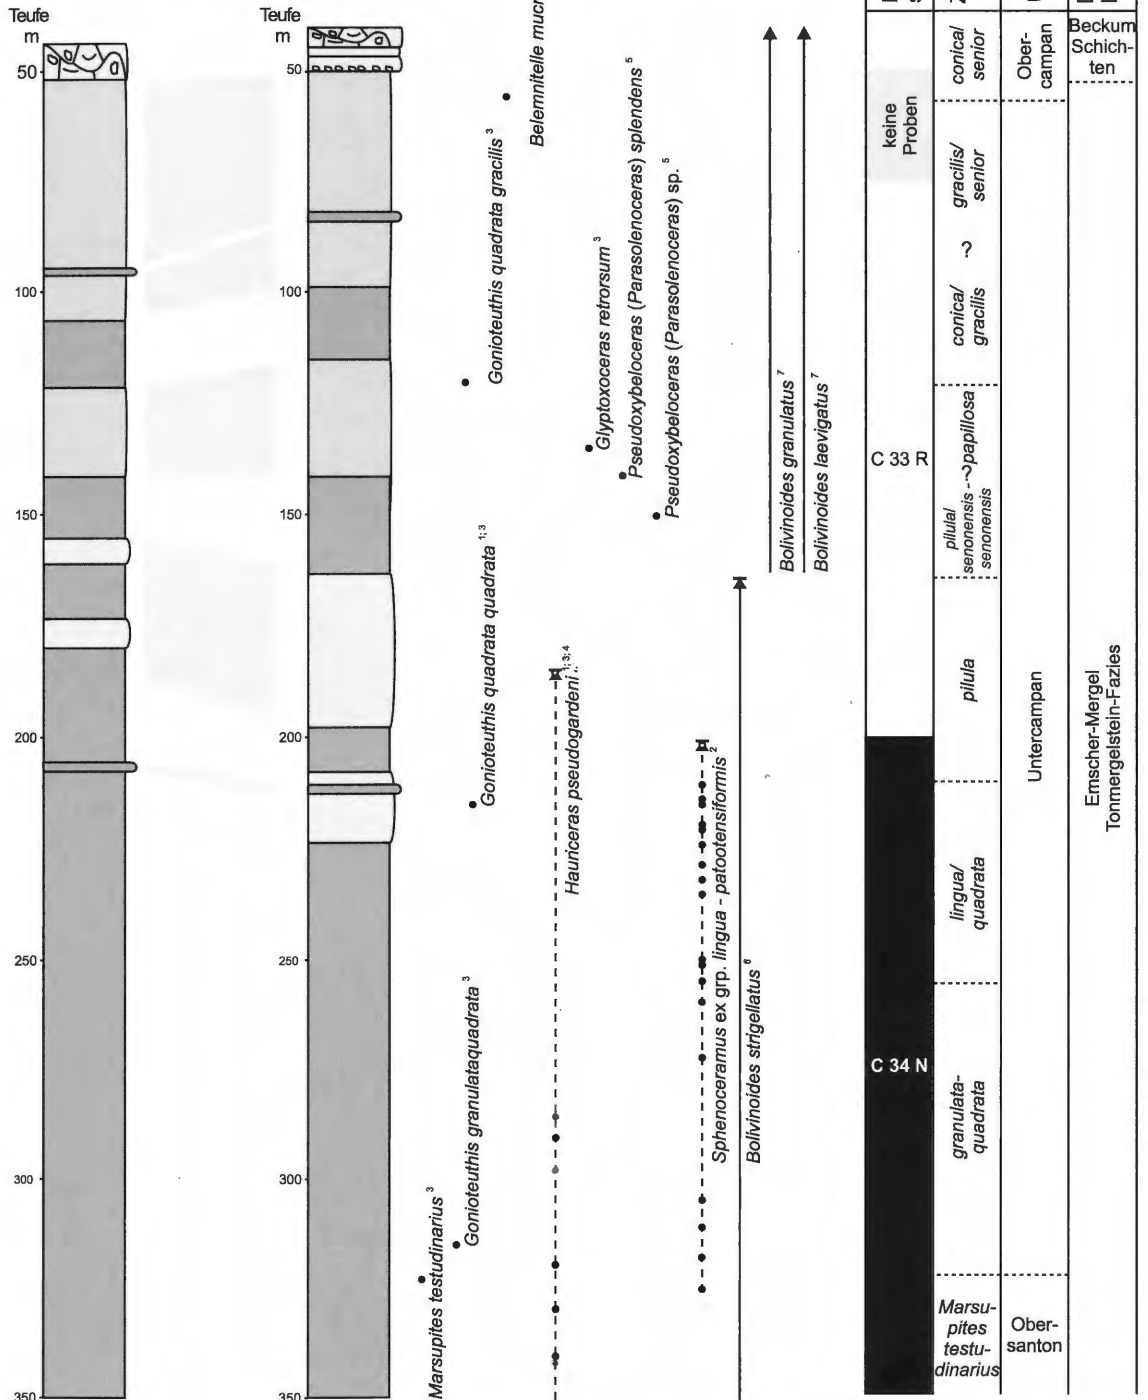 Teufe
m
50
100
150
200
250
300
350
Teufe
m
50
100
150
200
250
300
350
Marsupites testudinarius 3
Gonioteuthis granulataquadrata 3
Gonioteuthis quadrata quadrata 1; 3
Gonioteuthis quadrata gracilis 3
Hauriceras pseudogardeni 1; 3; 4
Glyptoxoceras retrorsum 3
Pseudoxybeloceras (Parasolenoceras) splendens 5
Pseudoxybeloceras (Parasolenoceras) sp. 5
Sphenoceramus ex grp. lingua - patootensiformis 2
Bolivinoides strigellatus 6
Bolivinoides granulatus 7
Bolivinoides laevigatus 7
keine
Proben
C 33 R
C 34 N
conica/
senior
gracilis/
senior
?
conica/
gracilis
pilula/
senonensis - ?papillosa
senonensis
pilula
lingua/
quadrata
granulata-
quadrata
Marsu-
pites
testu-
dinarius
Ober-
campan
Untercampan
Ober-
santon
Beckum
Schich-
ten
Emscher-Mergel
Tonmergelstein-Fazies